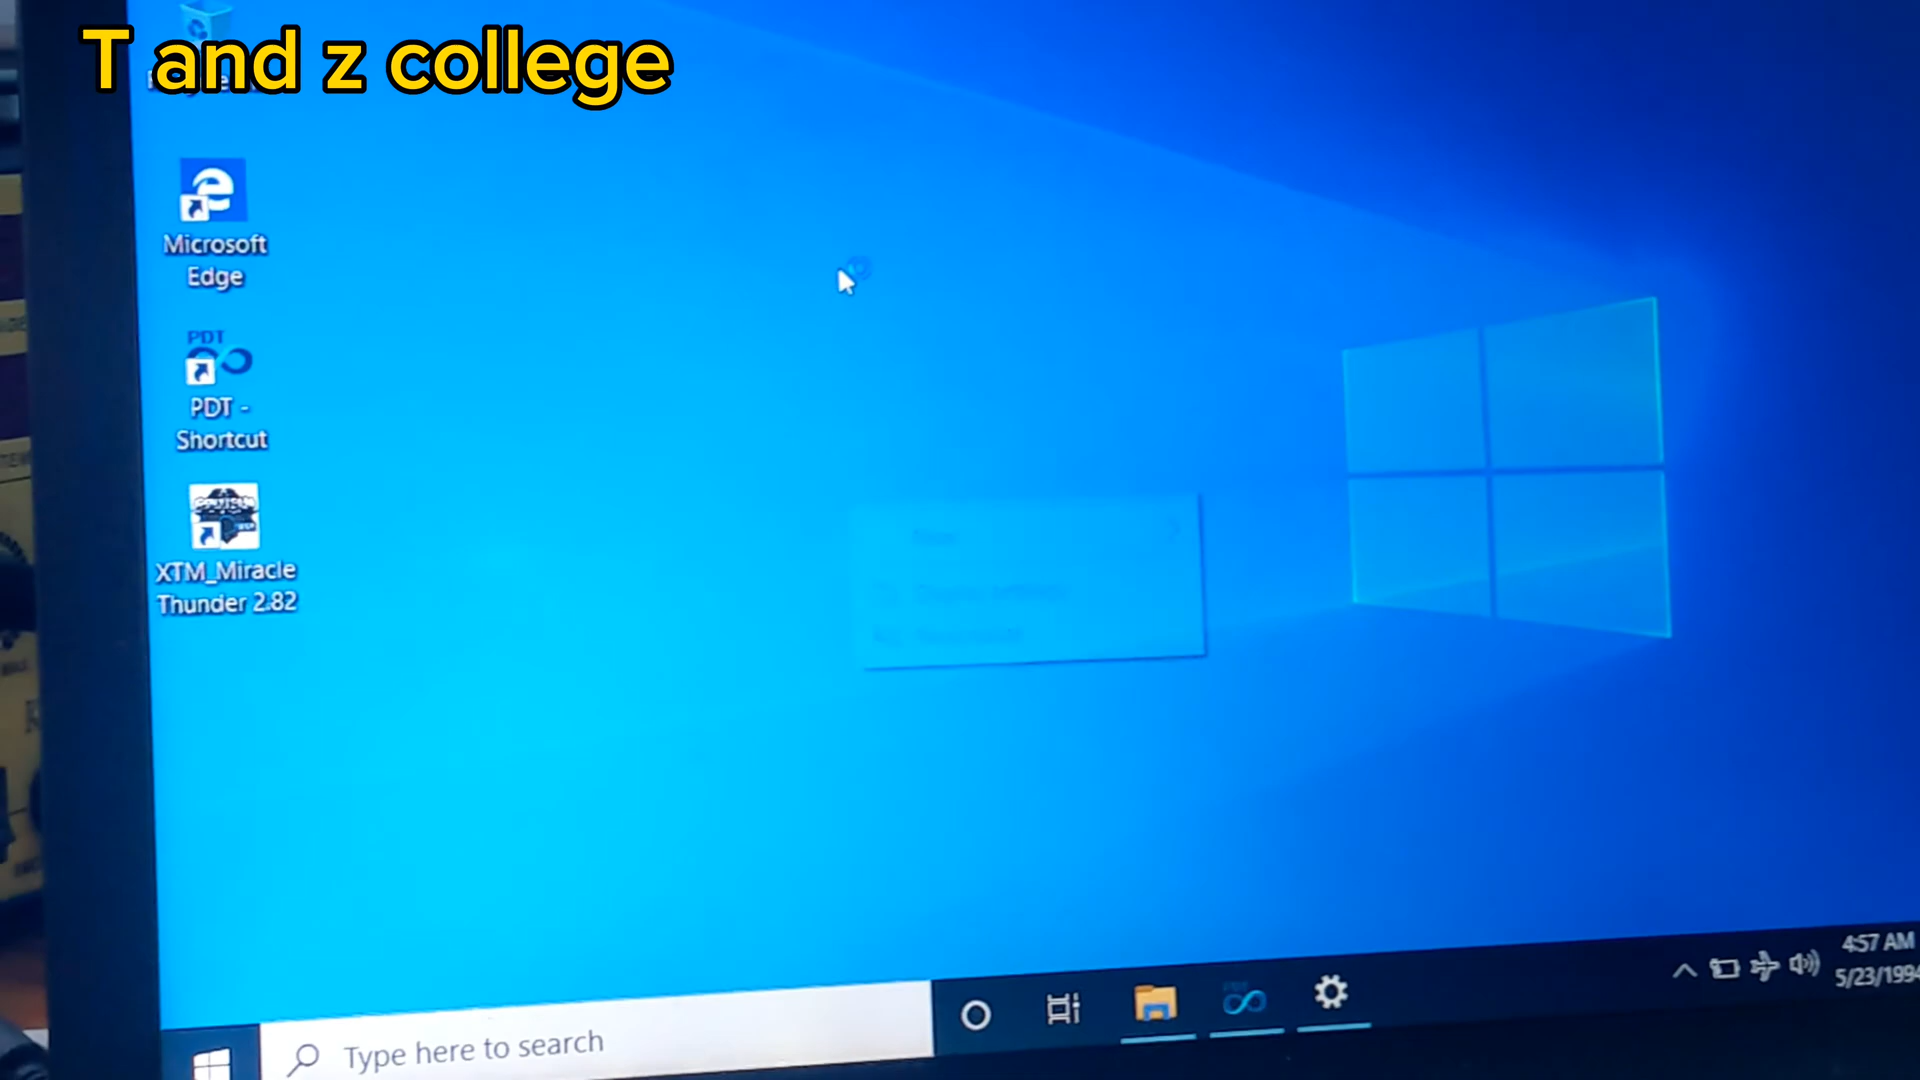 T and z college
Microsoft
Edge
PDT
PDT -
Shortcut
XTM_Miracle
Thunder 2.82
4:57 AM
5/23/1994
Type here to search